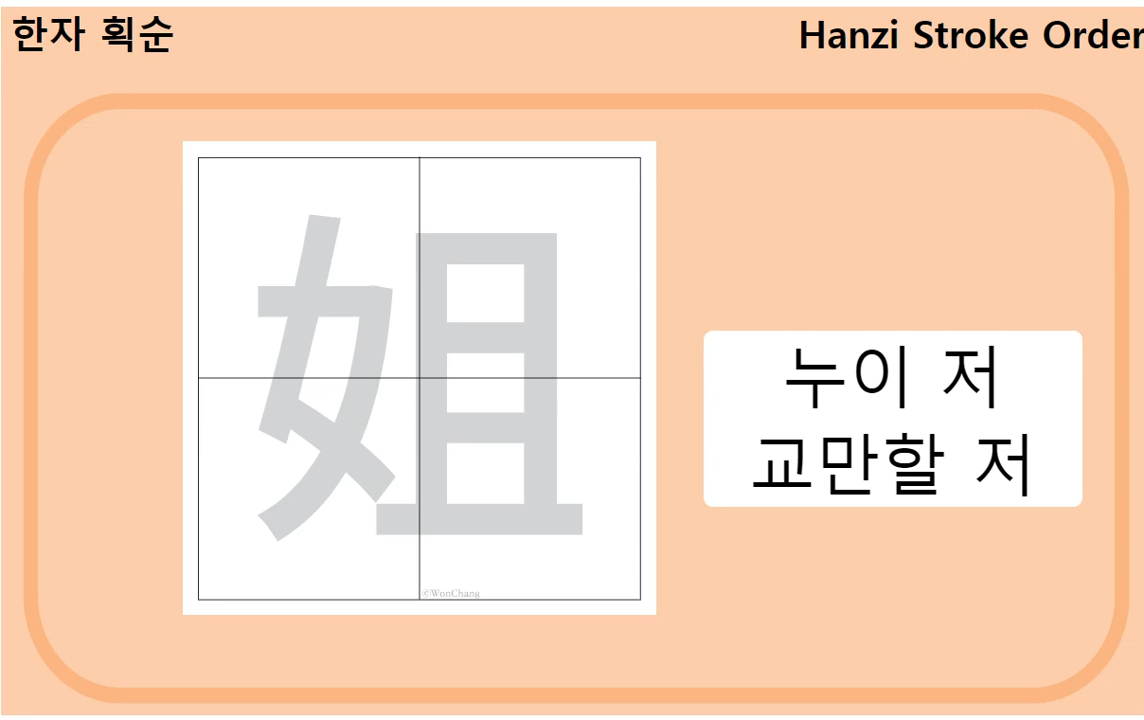 한자 획순
Hanzi Stroke Order
姐
©WonChang
누이 저
교만할 저